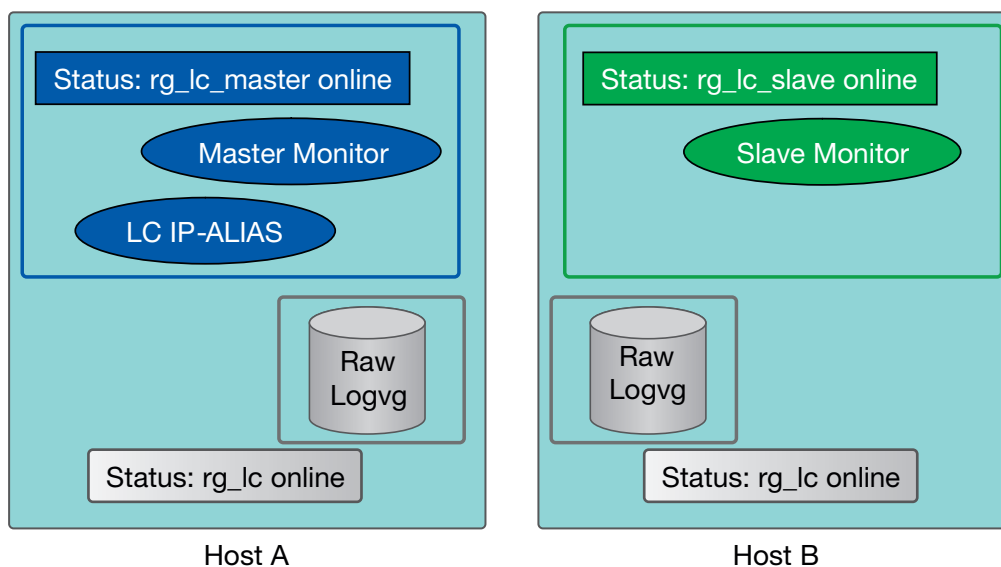 Status: rg_lc_master online
Master Monitor
LC IP-ALIAS
Raw
Logvg
Status: rg_lc online
Host A
Status: rg_lc_slave online
Slave Monitor
Raw
Logvg
Status: rg_lc online
Host B